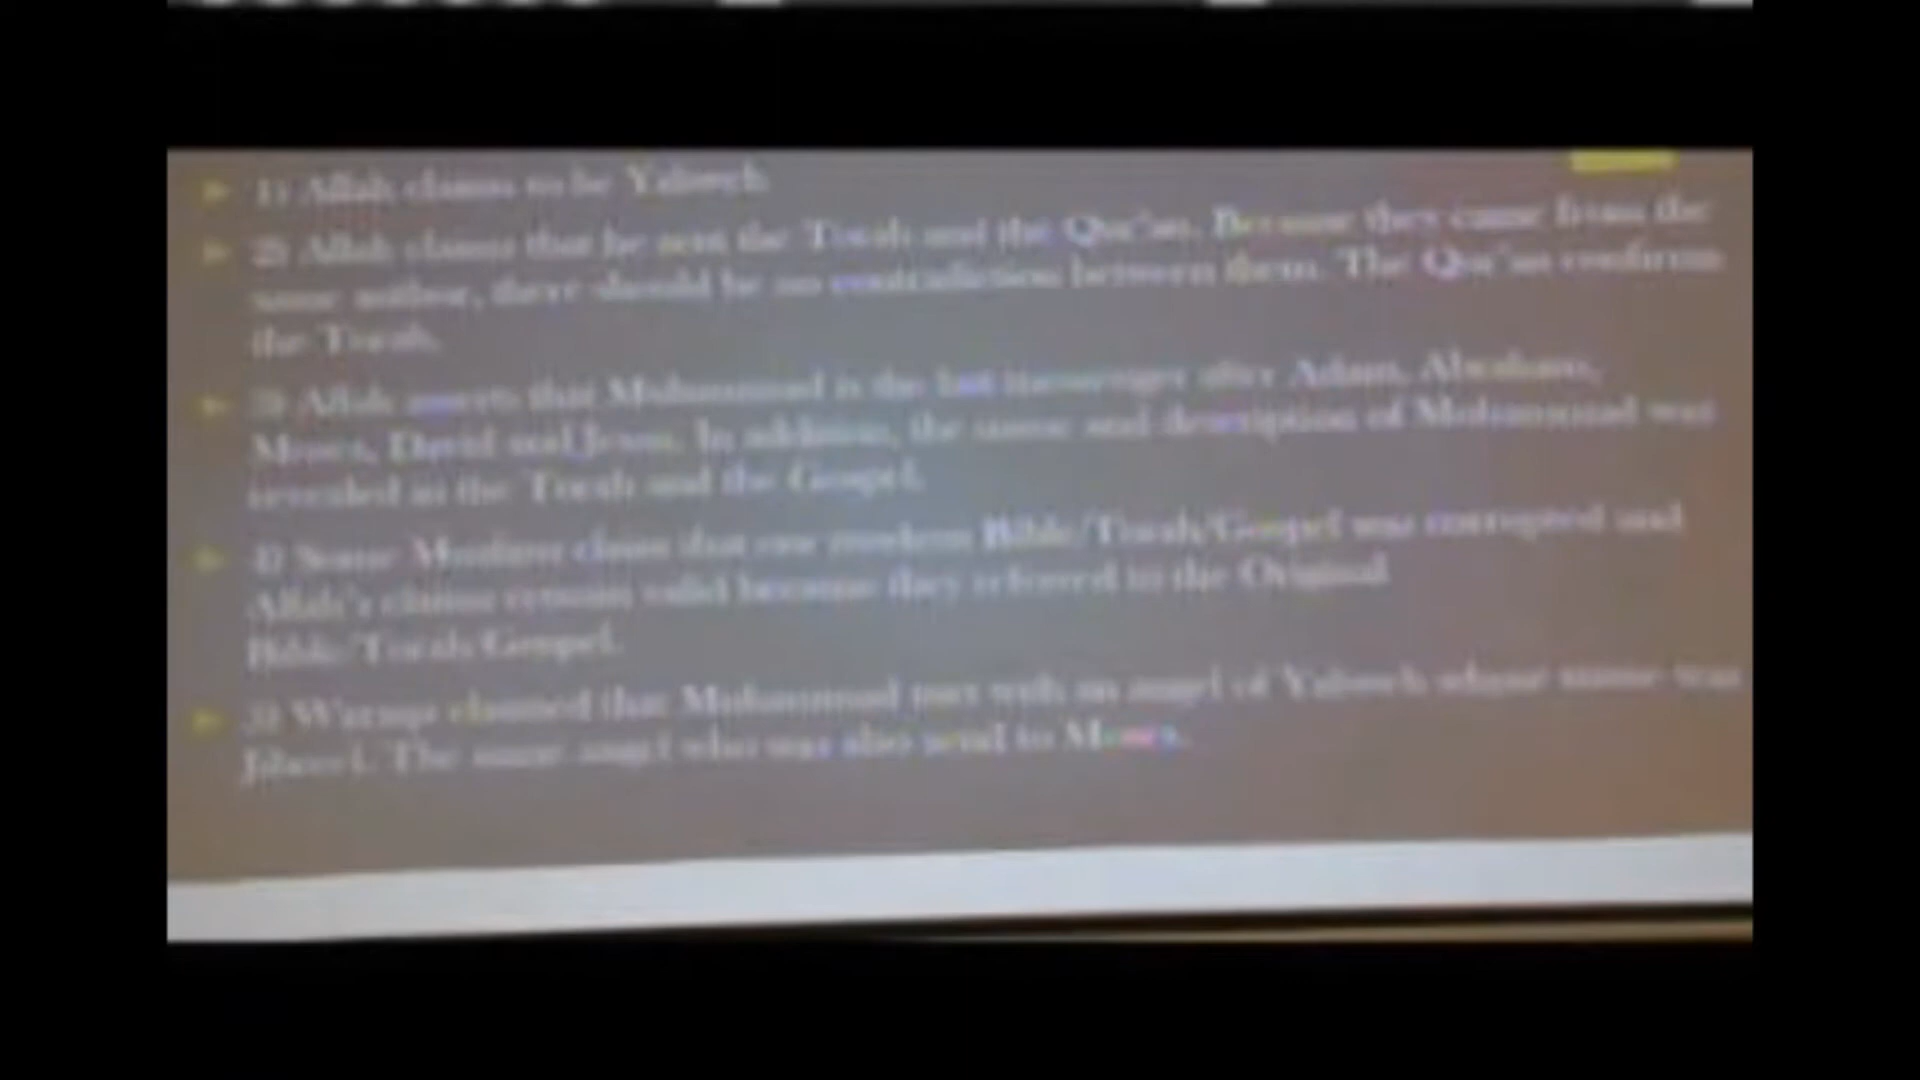 1) Allah claims to be Yahweh
2) Allah claims that he sent the Torah and the Qur'an. Because they came from the
same author, there should be no contradiction between them. The Qur'an confirms
the Torah.
3) Allah asserts that Muhammad is the last messenger after Adam, Abraham,
Moses, David and Jesus. In addition, the name and description of Mohammad was
revealed in the Torah and the Gospel.
4) Some Muslims claim that our modern Bible/Torah/Gospel was corrupted and
Allah's claims remain valid because they referred to the Original
Bible/Torah/Gospel.
5) Waraqa claimed that Muhammad met with an angel of Yahweh whose name was
Jibreel. The same angel who was also send to Moses.